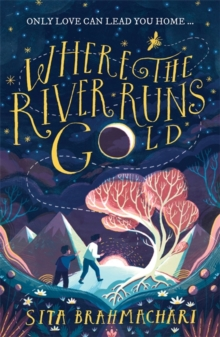 ONLY LOVE CAN LEAD YOU HOME ...
WHERE THE
RIVER RUNS
GOLD
SITA BRAHMACHARI